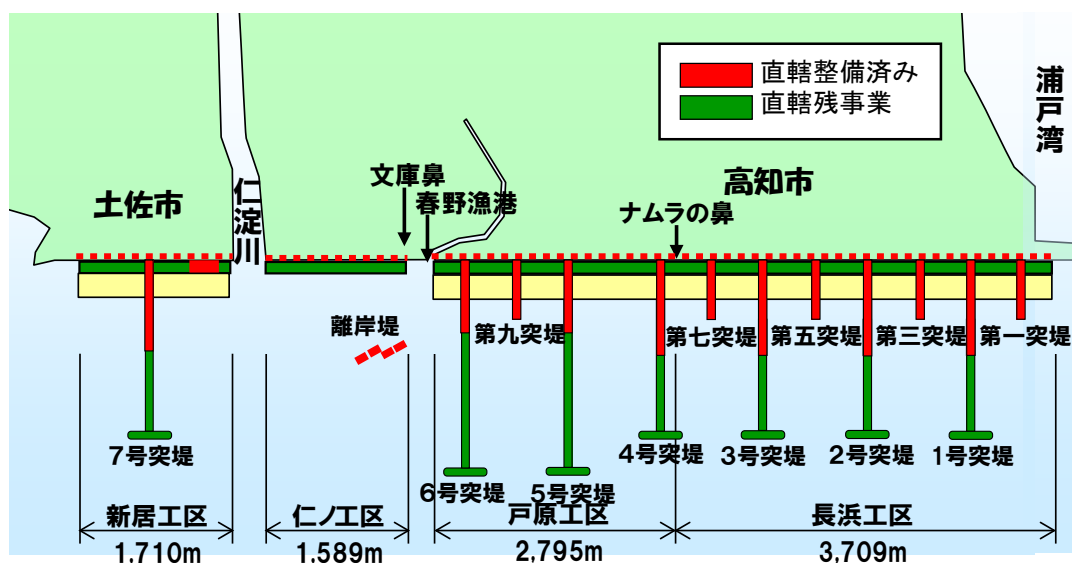 直轄整備済み
直轄残事業
浦戸湾
文庫鼻
春野漁港
土佐市
仁淀川
高知市
ナムラの鼻
離岸堤
第九突堤
第七突堤
第五突堤
第三突堤
第一突堤
7号突堤
6号突堤
5号突堤
4号突堤
3号突堤
2号突堤
1号突堤
新居工区
仁ノ工区
戸原工区
長浜工区
1,710m
1,589m
2,795m
3,709m